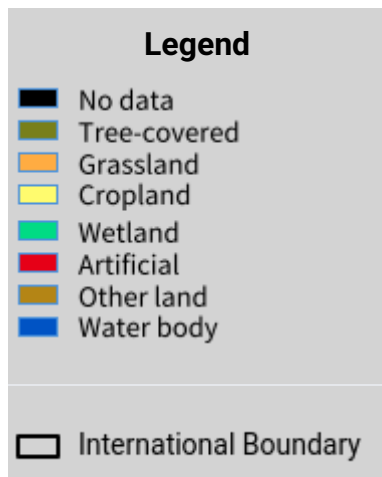 Legend
No data
Tree-covered
Grassland
Cropland
Wetland
Artificial
Other land
Water body
International Boundary